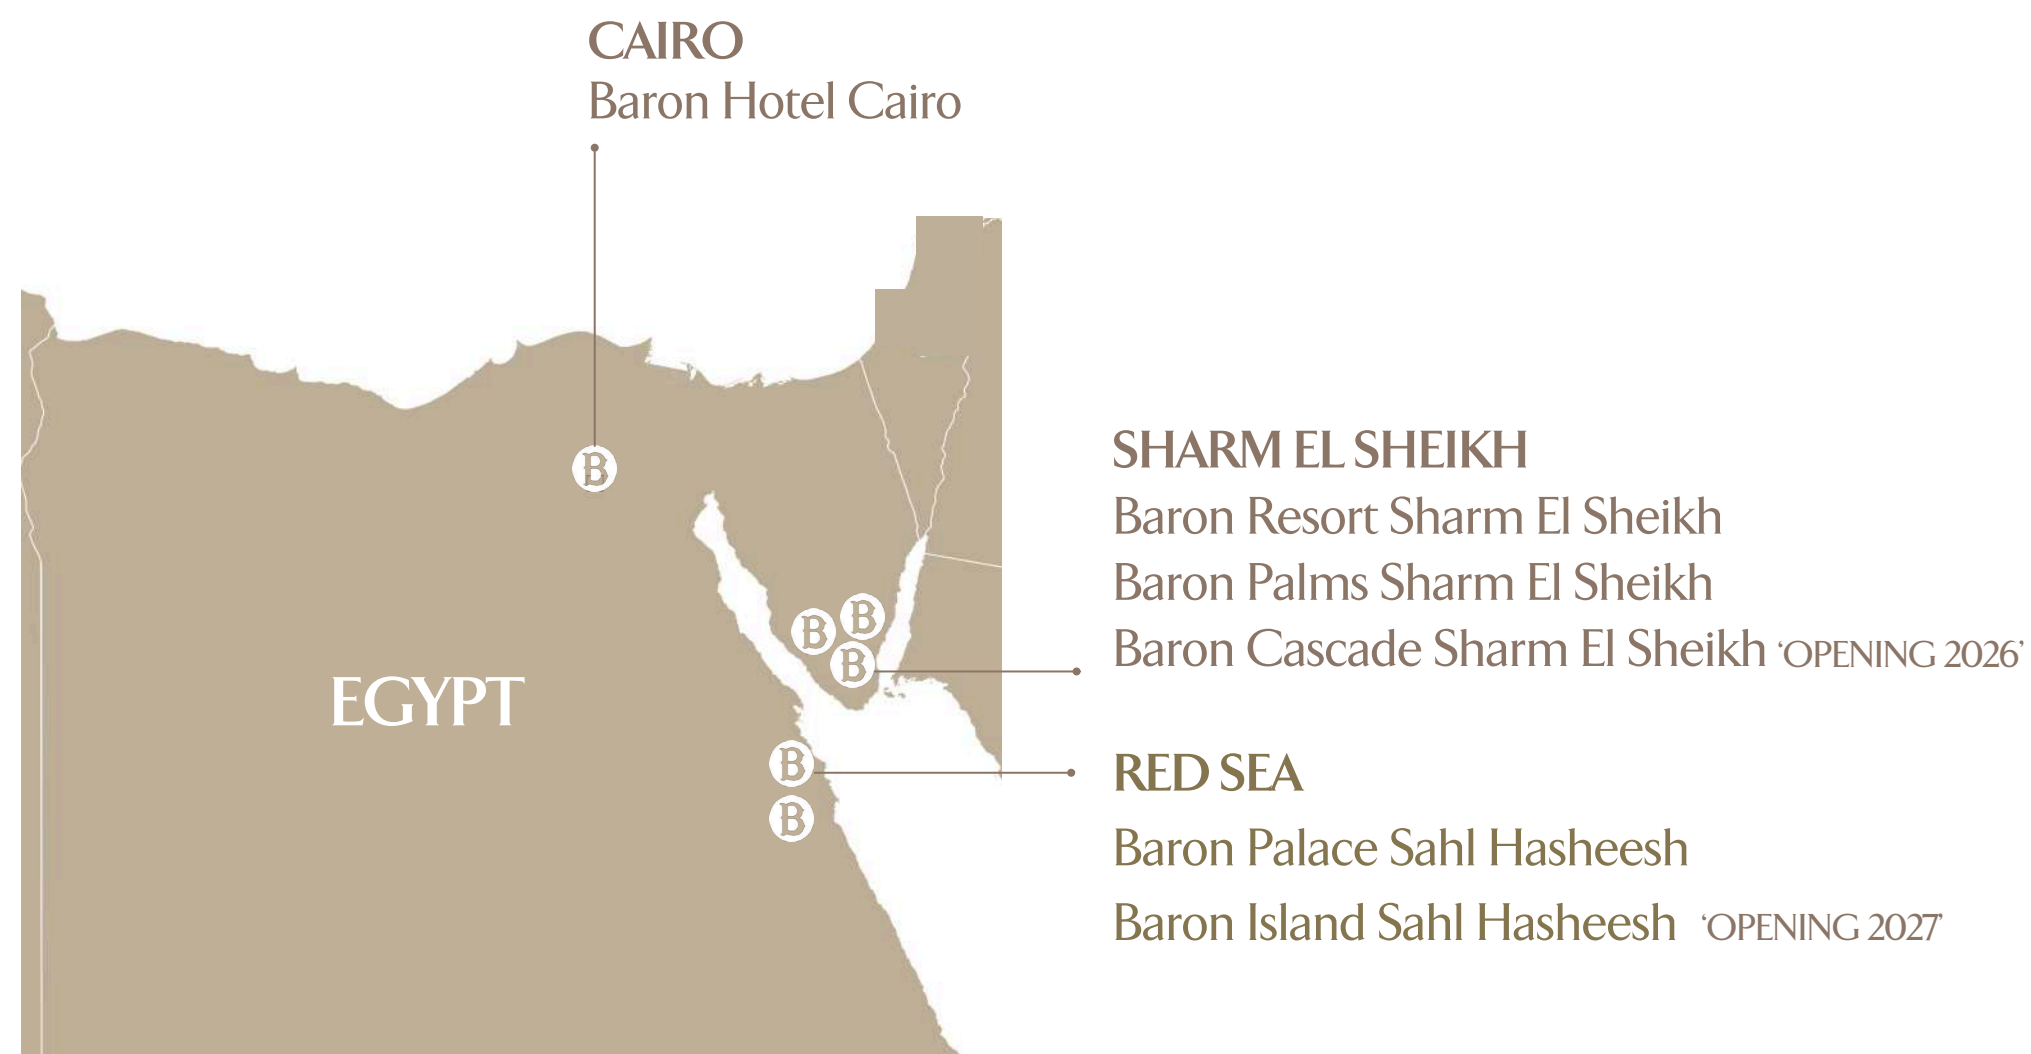 CAIRO
Baron Hotel Cairo
SHARM EL SHEIKH
Baron Resort Sharm El Sheikh
Baron Palms Sharm El Sheikh
Baron Cascade Sharm El Sheikh ‘OPENING 2026’
EGYPT
RED SEA
Baron Palace Sahl Hasheesh
Baron Island Sahl Hasheesh ‘OPENING 2027’
B
B
B
B
B
B